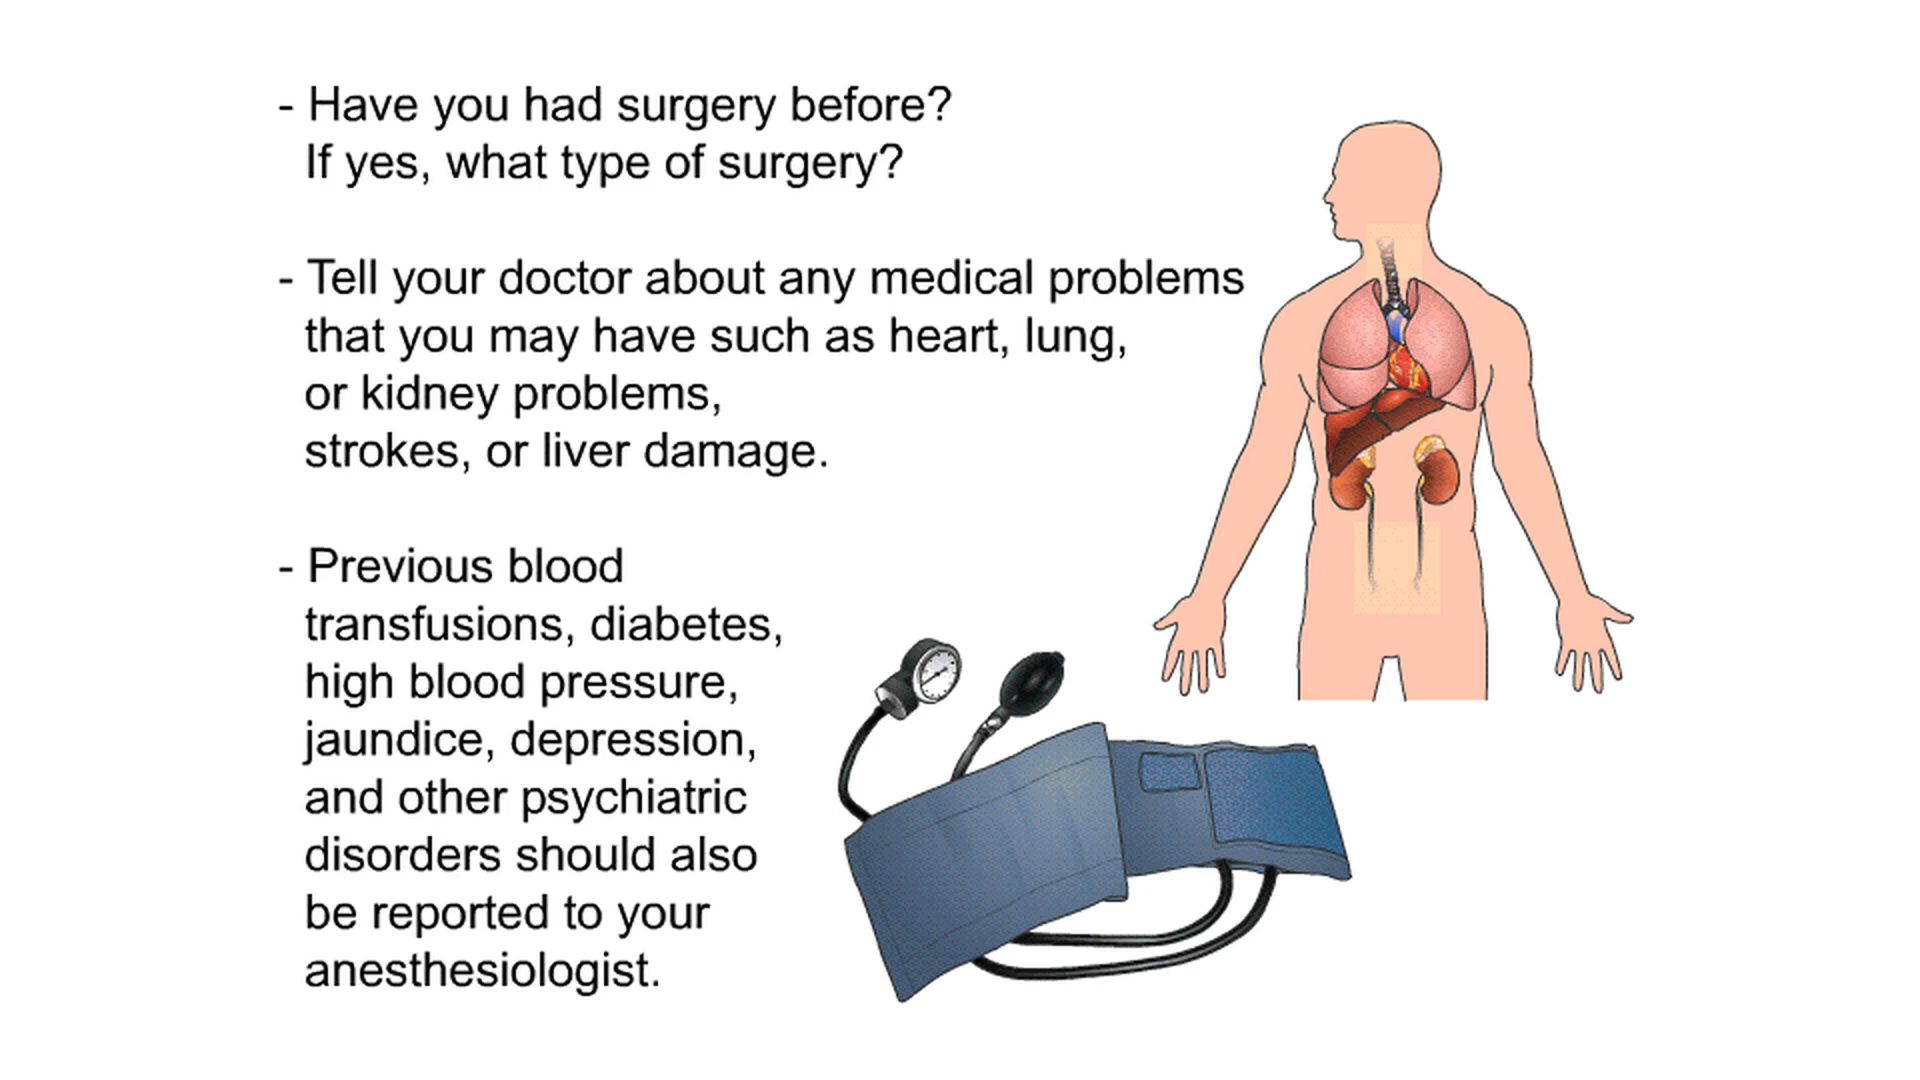 - Have you had surgery before?
If yes, what type of surgery?
- Tell your doctor about any medical problems
that you may have such as heart, lung,
or kidney problems,
strokes, or liver damage.
- Previous blood
transfusions, diabetes,
high blood pressure,
jaundice, depression,
and other psychiatric
disorders should also
be reported to your
anesthesiologist.